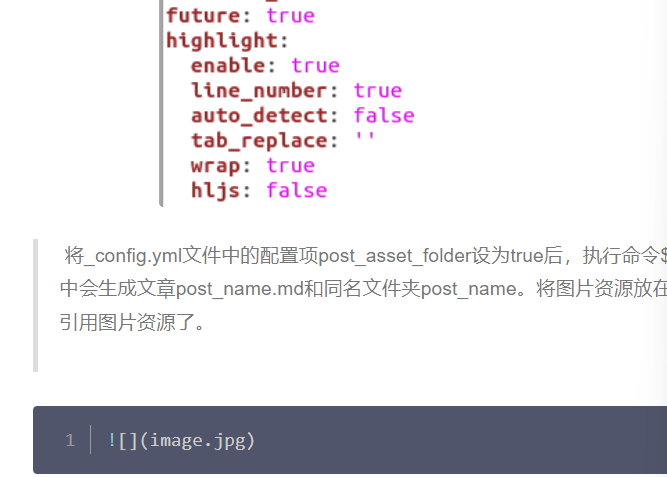 future: true
highlight:
enable: true
line_number: true
auto_detect: false
tab_replace: ''
wrap: true
hljs: false
将_config.yml文件中的配置项post_asset_folder设为true后，执行命令$
中会生成文章post_name.md和同名文件夹post_name。将图片资源放在
引用图片资源了。
1 ![](image.jpg)